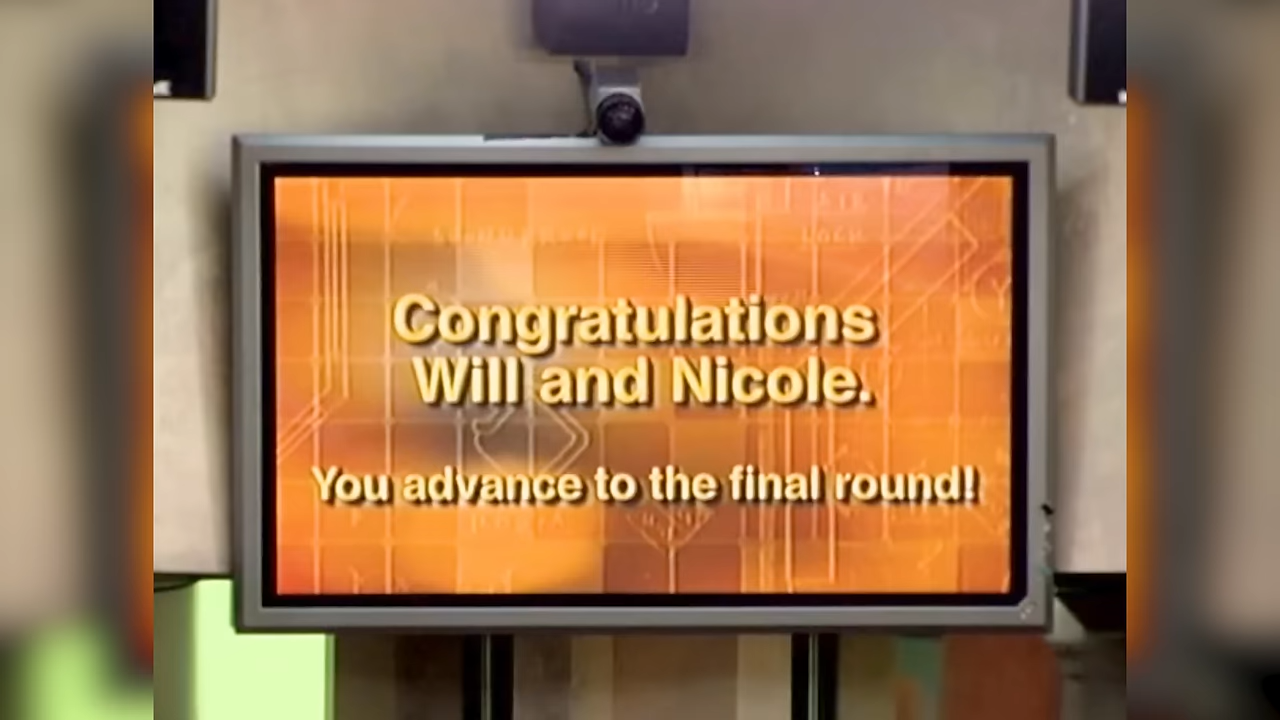 Congratulations
Will and Nicole.
You advance to the final round!